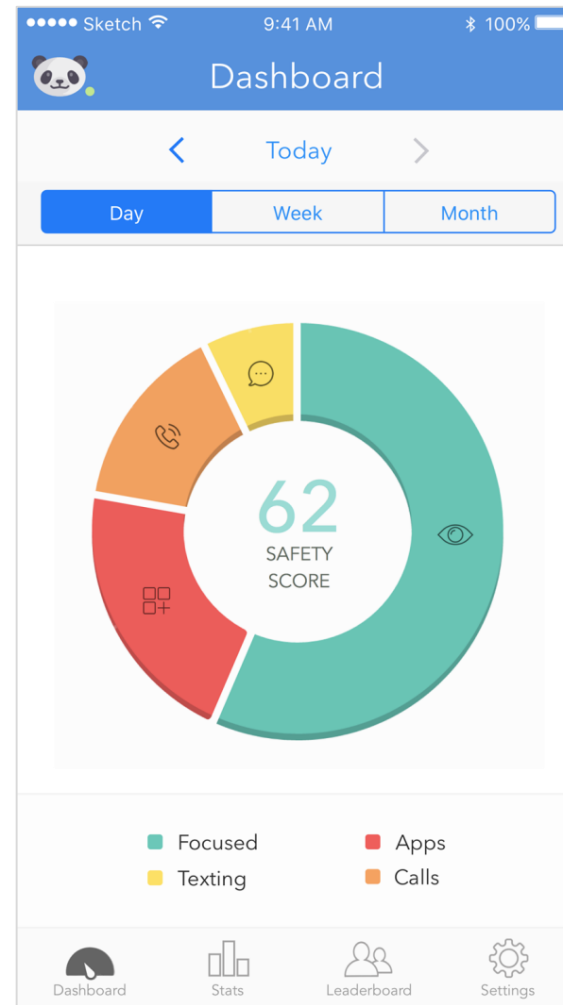 Sketch 9:41 AM 100%
Dashboard
Today
Day Week Month
62
SAFETY
SCORE
Focused Apps
Texting Calls
Dashboard Stats Leaderboard Settings